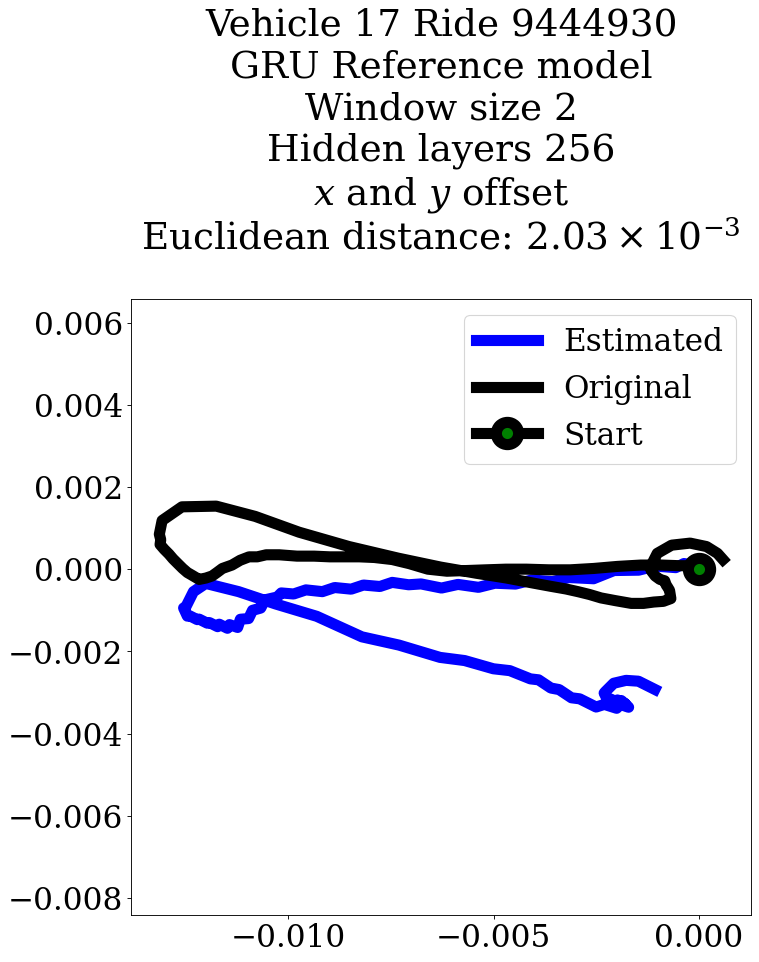 Vehicle 17 Ride 9444930
GRU Reference model
Window size 2
Hidden layers 256
x and y offset
Euclidean distance: 2.03 × 10⁻³
Estimated
Original
Start
0.006
0.004
0.002
0.000
−0.002
−0.004
−0.006
−0.008
−0.010 −0.005 0.000